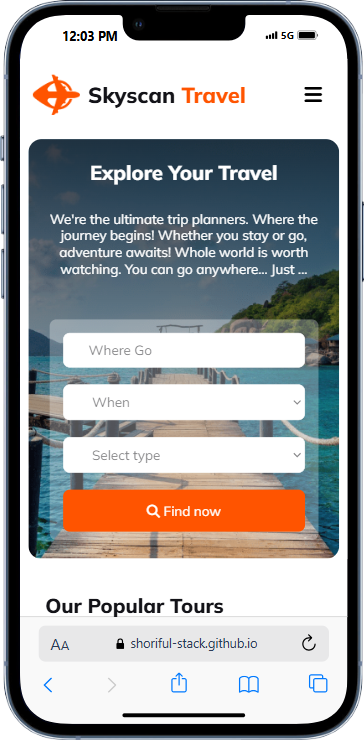 12:03 PM
5G
Skyscan Travel
Explore Your Travel
We're the ultimate trip planners. Where the
journey begins! Whether you stay or go,
adventure awaits! Whole world is worth
watching. You can go anywhere... Just ...
Where Go
When
Select type
Find now
Our Popular Tours
AA
shoriful-stack.github.io